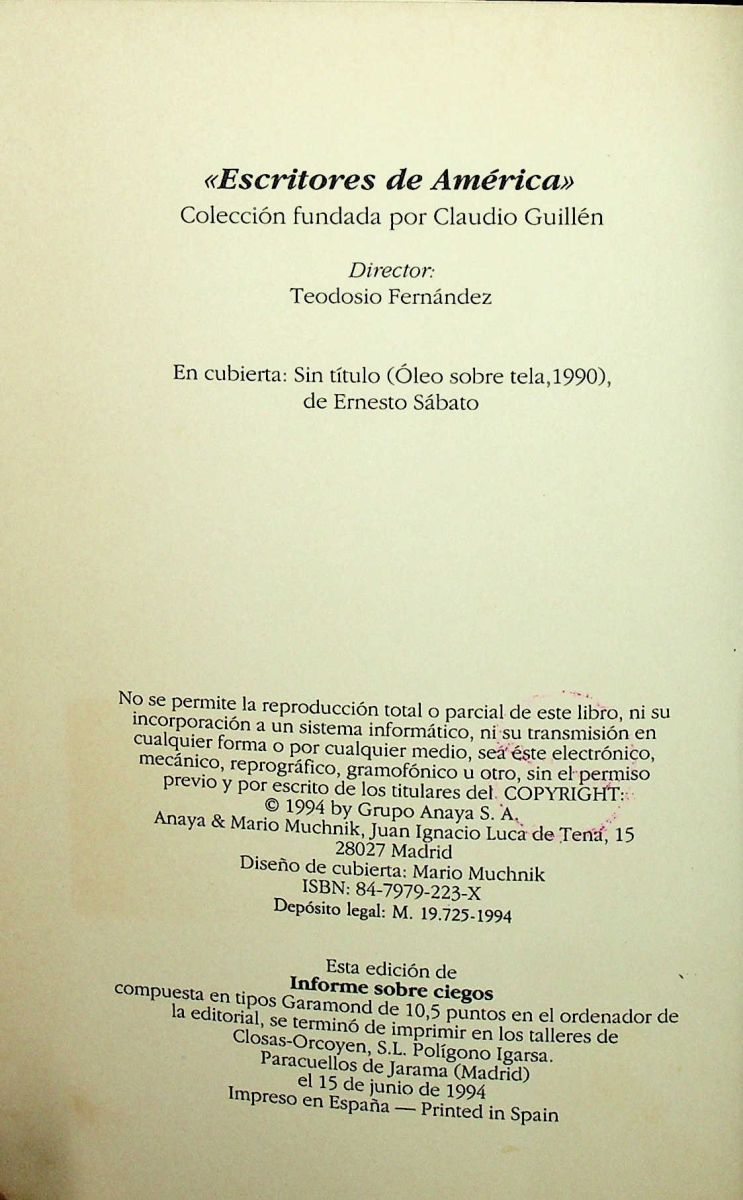 «Escritores de América»
Colección fundada por Claudio Guillén
Director:
Teodosio Fernández
En cubierta: Sin título (Óleo sobre tela,1990),
de Ernesto Sábato
No se permite la reproducción total o parcial de este libro, ni su
incorporación a un sistema informático, ni su transmisión en
cualquier forma o por cualquier medio, sea éste electrónico,
mecánico, reprográfico, gramofónico u otro, sin el permiso
previo y por escrito de los titulares del COPYRIGHT:
© 1994 by Grupo Anaya S. A.
Anaya & Mario Muchnik, Juan Ignacio Luca de Tena, 15
28027 Madrid
Diseño de cubierta: Mario Muchnik
ISBN: 84-7979-223-X
Depósito legal: M. 19.725-1994
Esta edición de
Informe sobre ciegos
compuesta en tipos Garamond de 10,5 puntos en el ordenador de
la editorial, se terminó de imprimir en los talleres de
Closas-Orcoyen, S.L. Polígono Igarsa.
Paracuellos de Jarama (Madrid)
el 15 de junio de 1994
Impreso en España — Printed in Spain